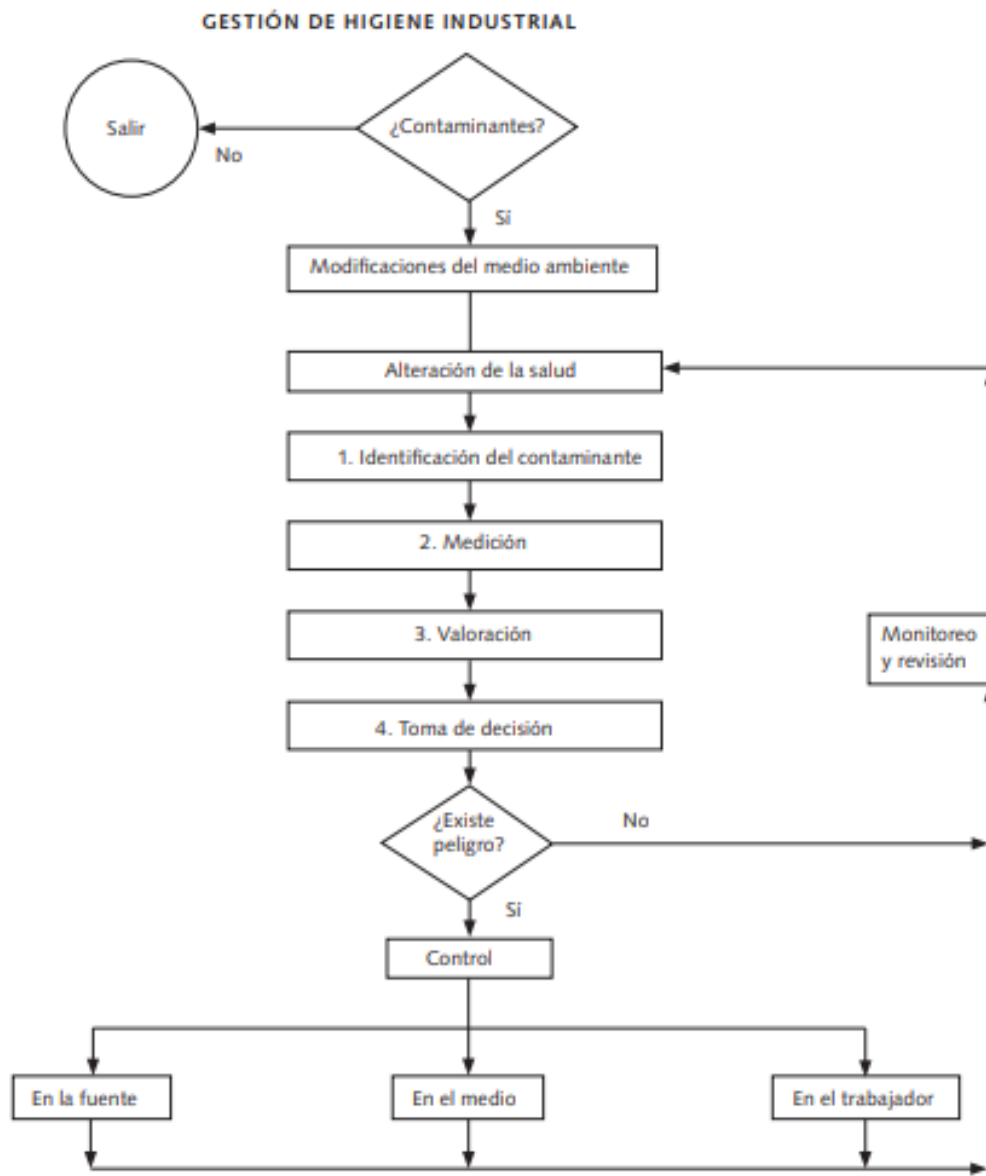 GESTIÓN DE HIGIENE INDUSTRIAL
Salir
¿Contaminantes?
No
Sí
Modificaciones del medio ambiente
Alteración de la salud
1. Identificación del contaminante
2. Medición
3. Valoración
Monitoreo
y revisión
4. Toma de decisión
¿Existe
peligro?
No
Sí
Control
En la fuente
En el medio
En el trabajador